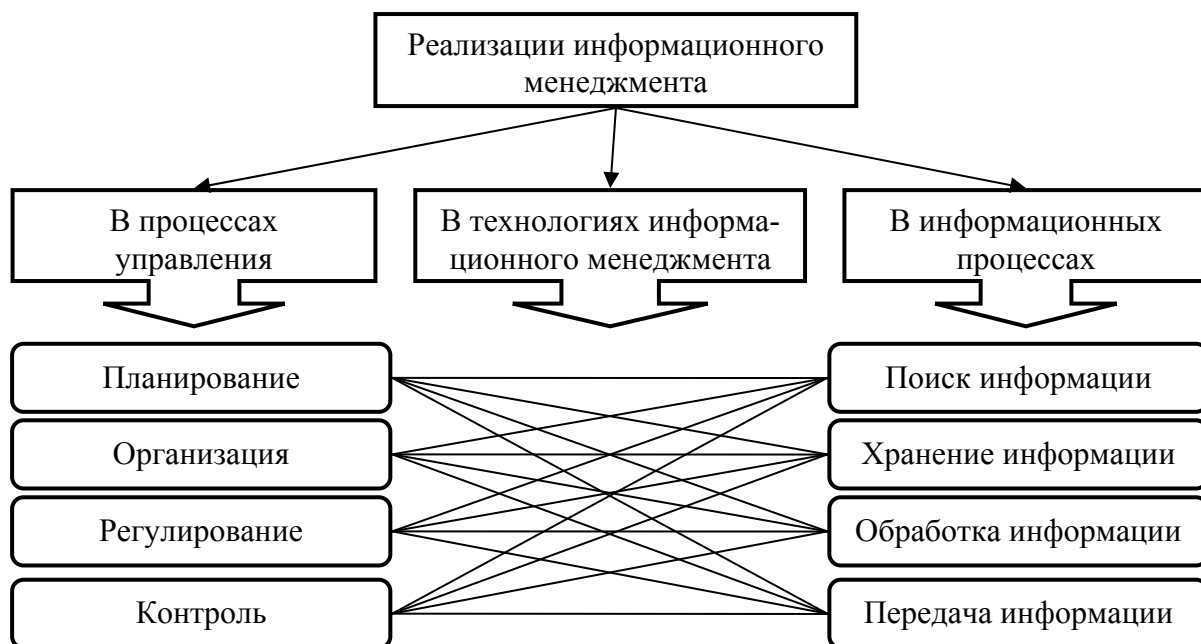 Реализации информационного
менеджмента
В процессах
управления
В технологиях информа-
ционного менеджмента
В информационных
процессах
Планирование
Поиск информации
Организация
Хранение информации
Регулирование
Обработка информации
Контроль
Передача информации